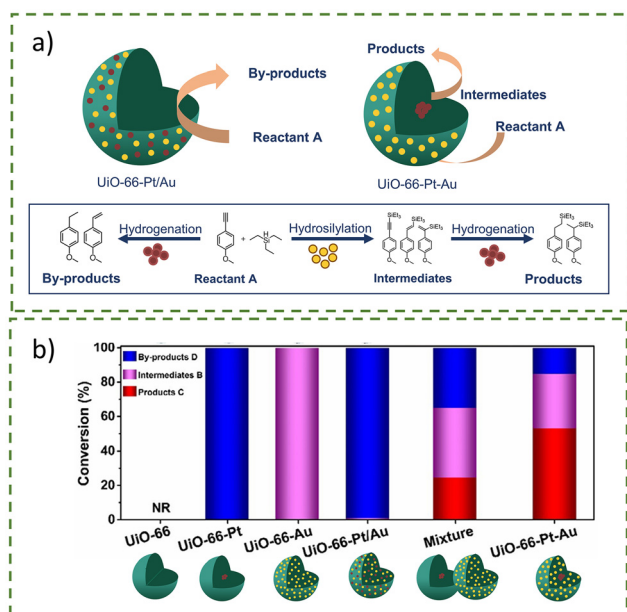 a)
Products
By-products
Intermediates
Reactant A
Reactant A
UiO-66-Pt/Au
UiO-66-Pt-Au
Hydrogenation
Hydrosilylation
Hydrogenation
SiEt₃
SiEt₃
SiEt₃
SiEt₃
SiEt₃
H
Si
+
O
O
O
O
O
O
O
O
By-products
Reactant A
Intermediates
Products
b)
Conversion (%)
100
80
60
40
20
0
By-products D
Intermediates B
Products C
NR
UiO-66
UiO-66-Pt
UiO-66-Au
UiO-66-Pt/Au
Mixture
UiO-66-Pt-Au